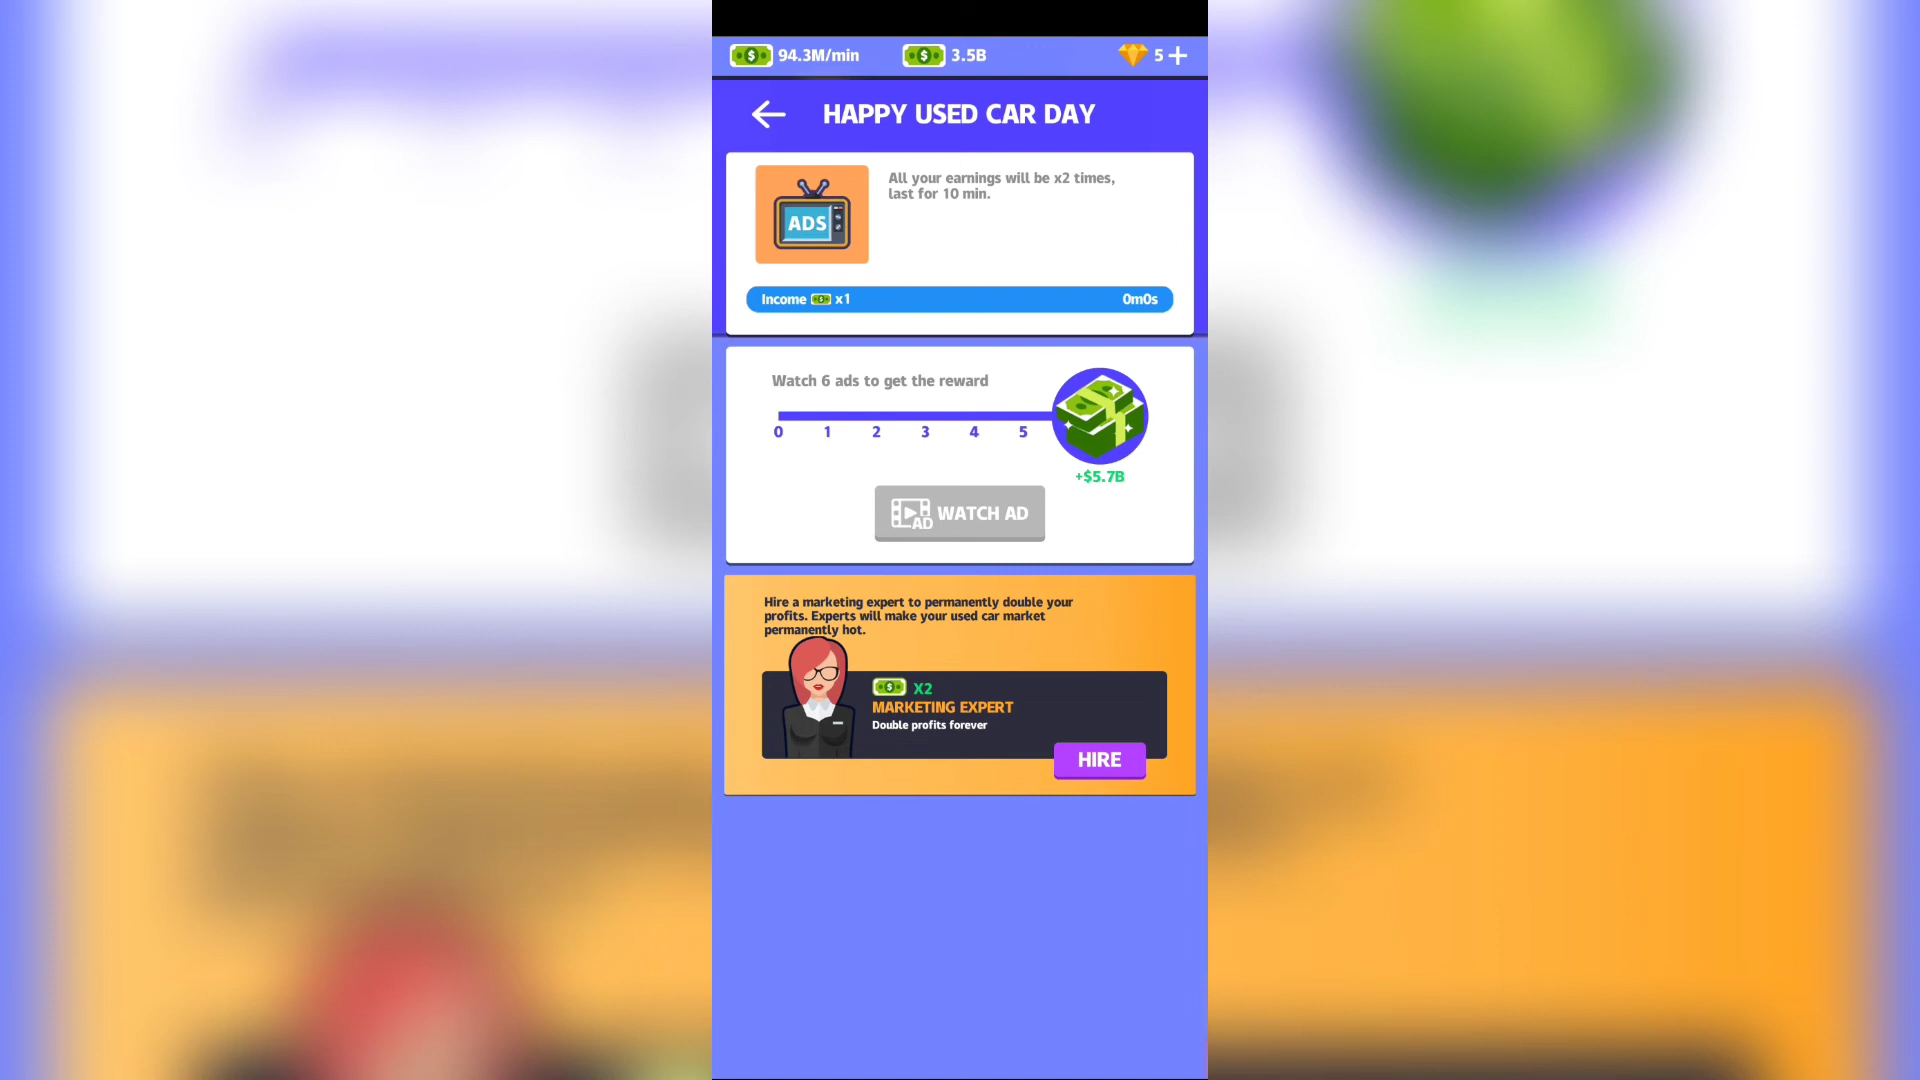 94.3M/min 3.5B 5
HAPPY USED CAR DAY
ADS
All your earnings will be x2 times,
last for 10 min.
Income x1 0m0s
Watch 6 ads to get the reward
0 1 2 3 4 5
+$5.7B
AD WATCH AD
Hire a marketing expert to permanently double your
profits. Experts will make your used car market
permanently hot.
X2
MARKETING EXPERT
Double profits forever
HIRE